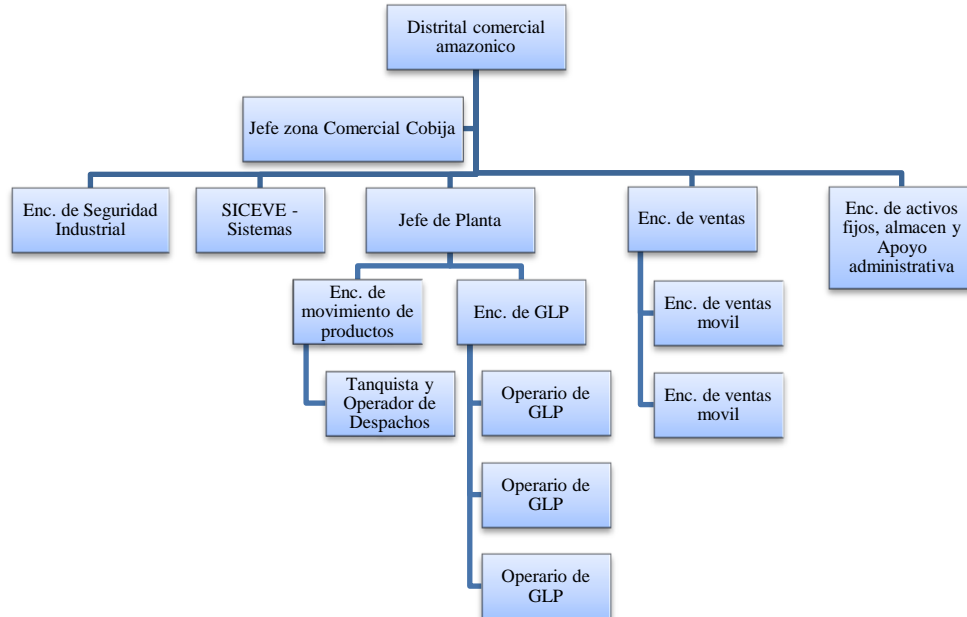 Distrital comercial
amazonico
Jefe zona Comercial Cobija
Enc. de Seguridad
Industrial
SICEVE -
Sistemas
Jefe de Planta
Enc. de ventas
Enc. de activos
fijos, almacen y
Apoyo
administrativa
Enc. de
movimiento de
productos
Enc. de GLP
Enc. de ventas
movil
Tanquista y
Operador de
Despachos
Operario de
GLP
Enc. de ventas
movil
Operario de
GLP
Operario de
GLP